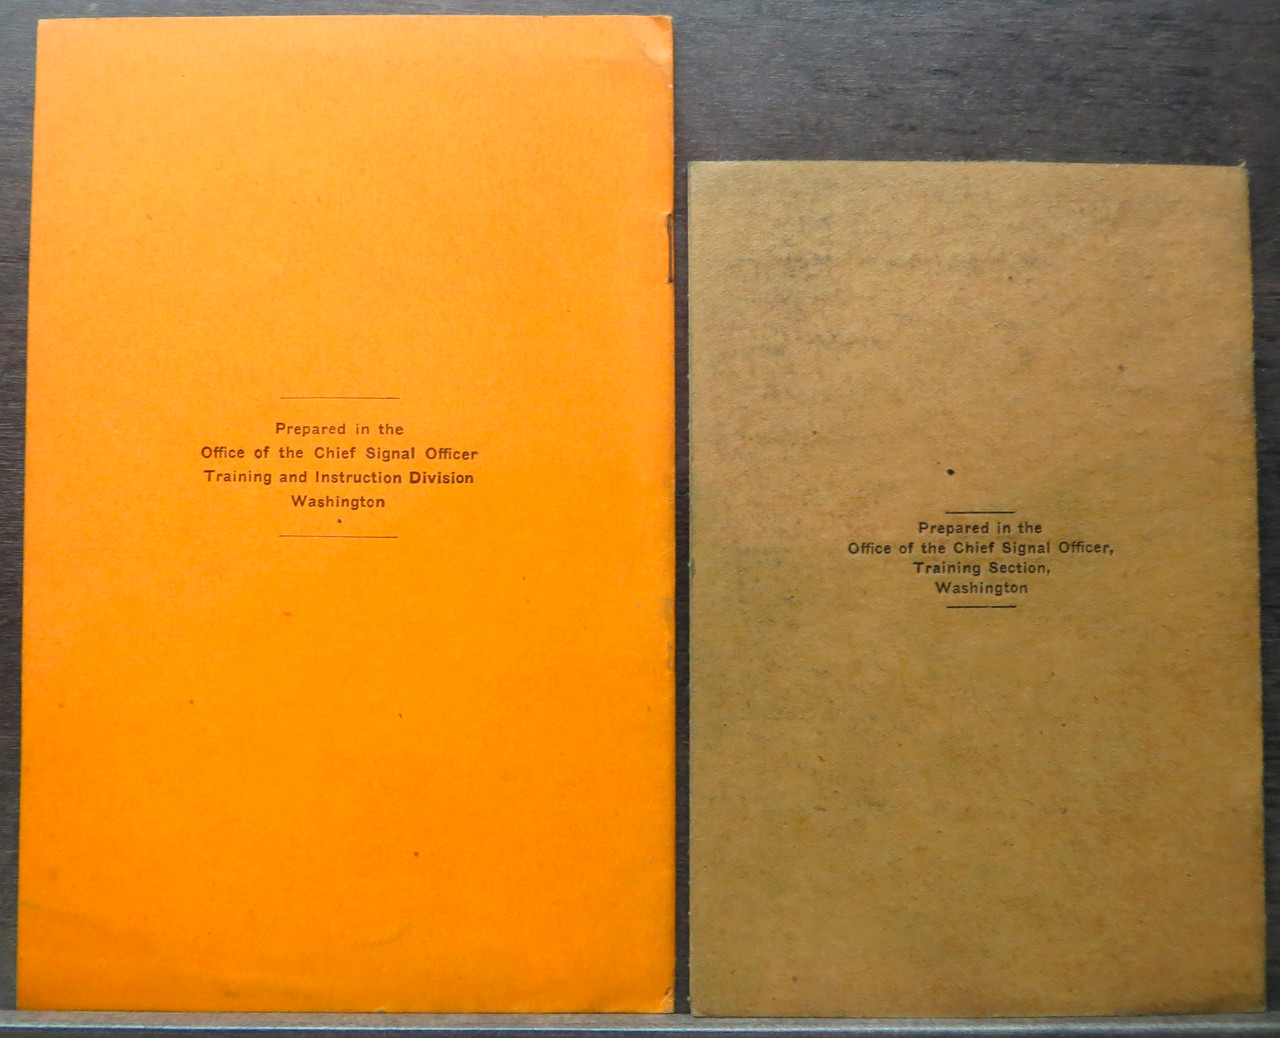 Prepared in the
Office of the Chief Signal Officer
Training and Instruction Division
Washington
Prepared in the
Office of the Chief Signal Officer,
Training Section,
Washington